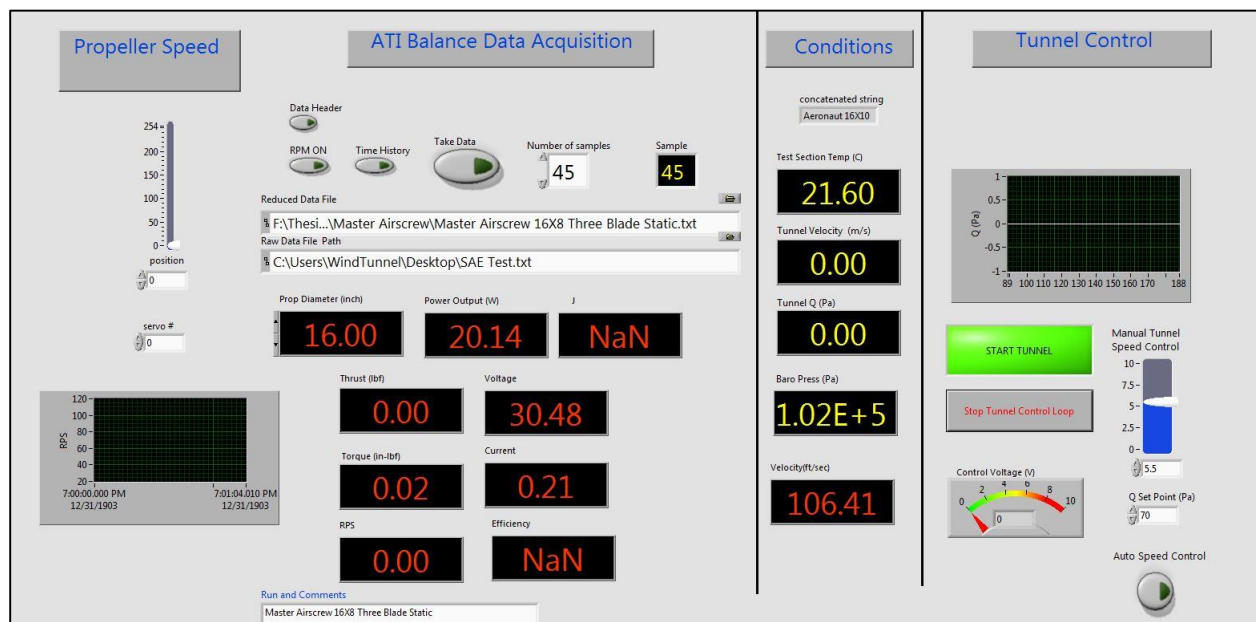 Propeller Speed
ATI Balance Data Acquisition
Conditions
Tunnel Control
254
200
150
100
50
0
position
0
servo #
0
120
100
80
60
40
20
RPS
7:00:00.000 PM
12/31/1903
7:01:04.010 PM
12/31/1903
Data Header
RPM ON
Time History
Take Data
Number of samples
45
Sample
45
Reduced Data File
F:\Thesi...\Master Airscrew\Master Airscrew 16X8 Three Blade Static.txt
Raw Data File Path
C:\Users\WindTunnel\Desktop\SAE Test.txt
Prop Diameter (inch)
16.00
Power Output (W)
20.14
J
NaN
Thrust (lbf)
0.00
Voltage
30.48
Torque (in-lbf)
0.02
Current
0.21
RPS
0.00
Efficiency
NaN
Run and Comments
Master Airscrew 16X8 Three Blade Static
concatenated string
Aeronaut 16X10
Test Section Temp (C)
21.60
Tunnel Velocity (m/s)
0.00
Tunnel Q (Pa)
0.00
Baro Press (Pa)
1.02E+5
Velocity(ft/sec)
106.41
Q (Pa)
1
0.5
0
-0.5
-1
89 100 110 120 130 140 150 160 170 188
START TUNNEL
Stop Tunnel Control Loop
Manual Tunnel
Speed Control
10
7.5
5
2.5
0
5.5
Control Voltage (V)
0 2 4 6 8 10
0
Q Set Point (Pa)
70
Auto Speed Control